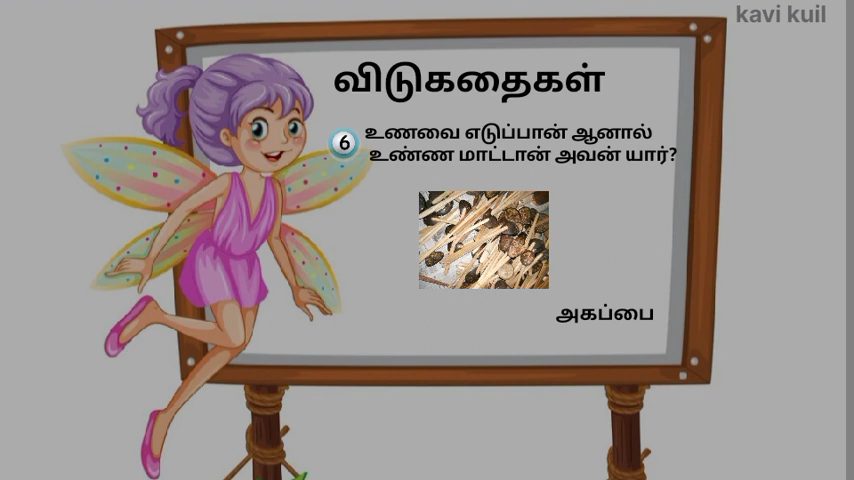 kavi kuil
விடுகதைகள்
6 உணவை எடுப்பான் ஆனால்
உண்ண மாட்டான் அவன் யார்?
அகப்பை